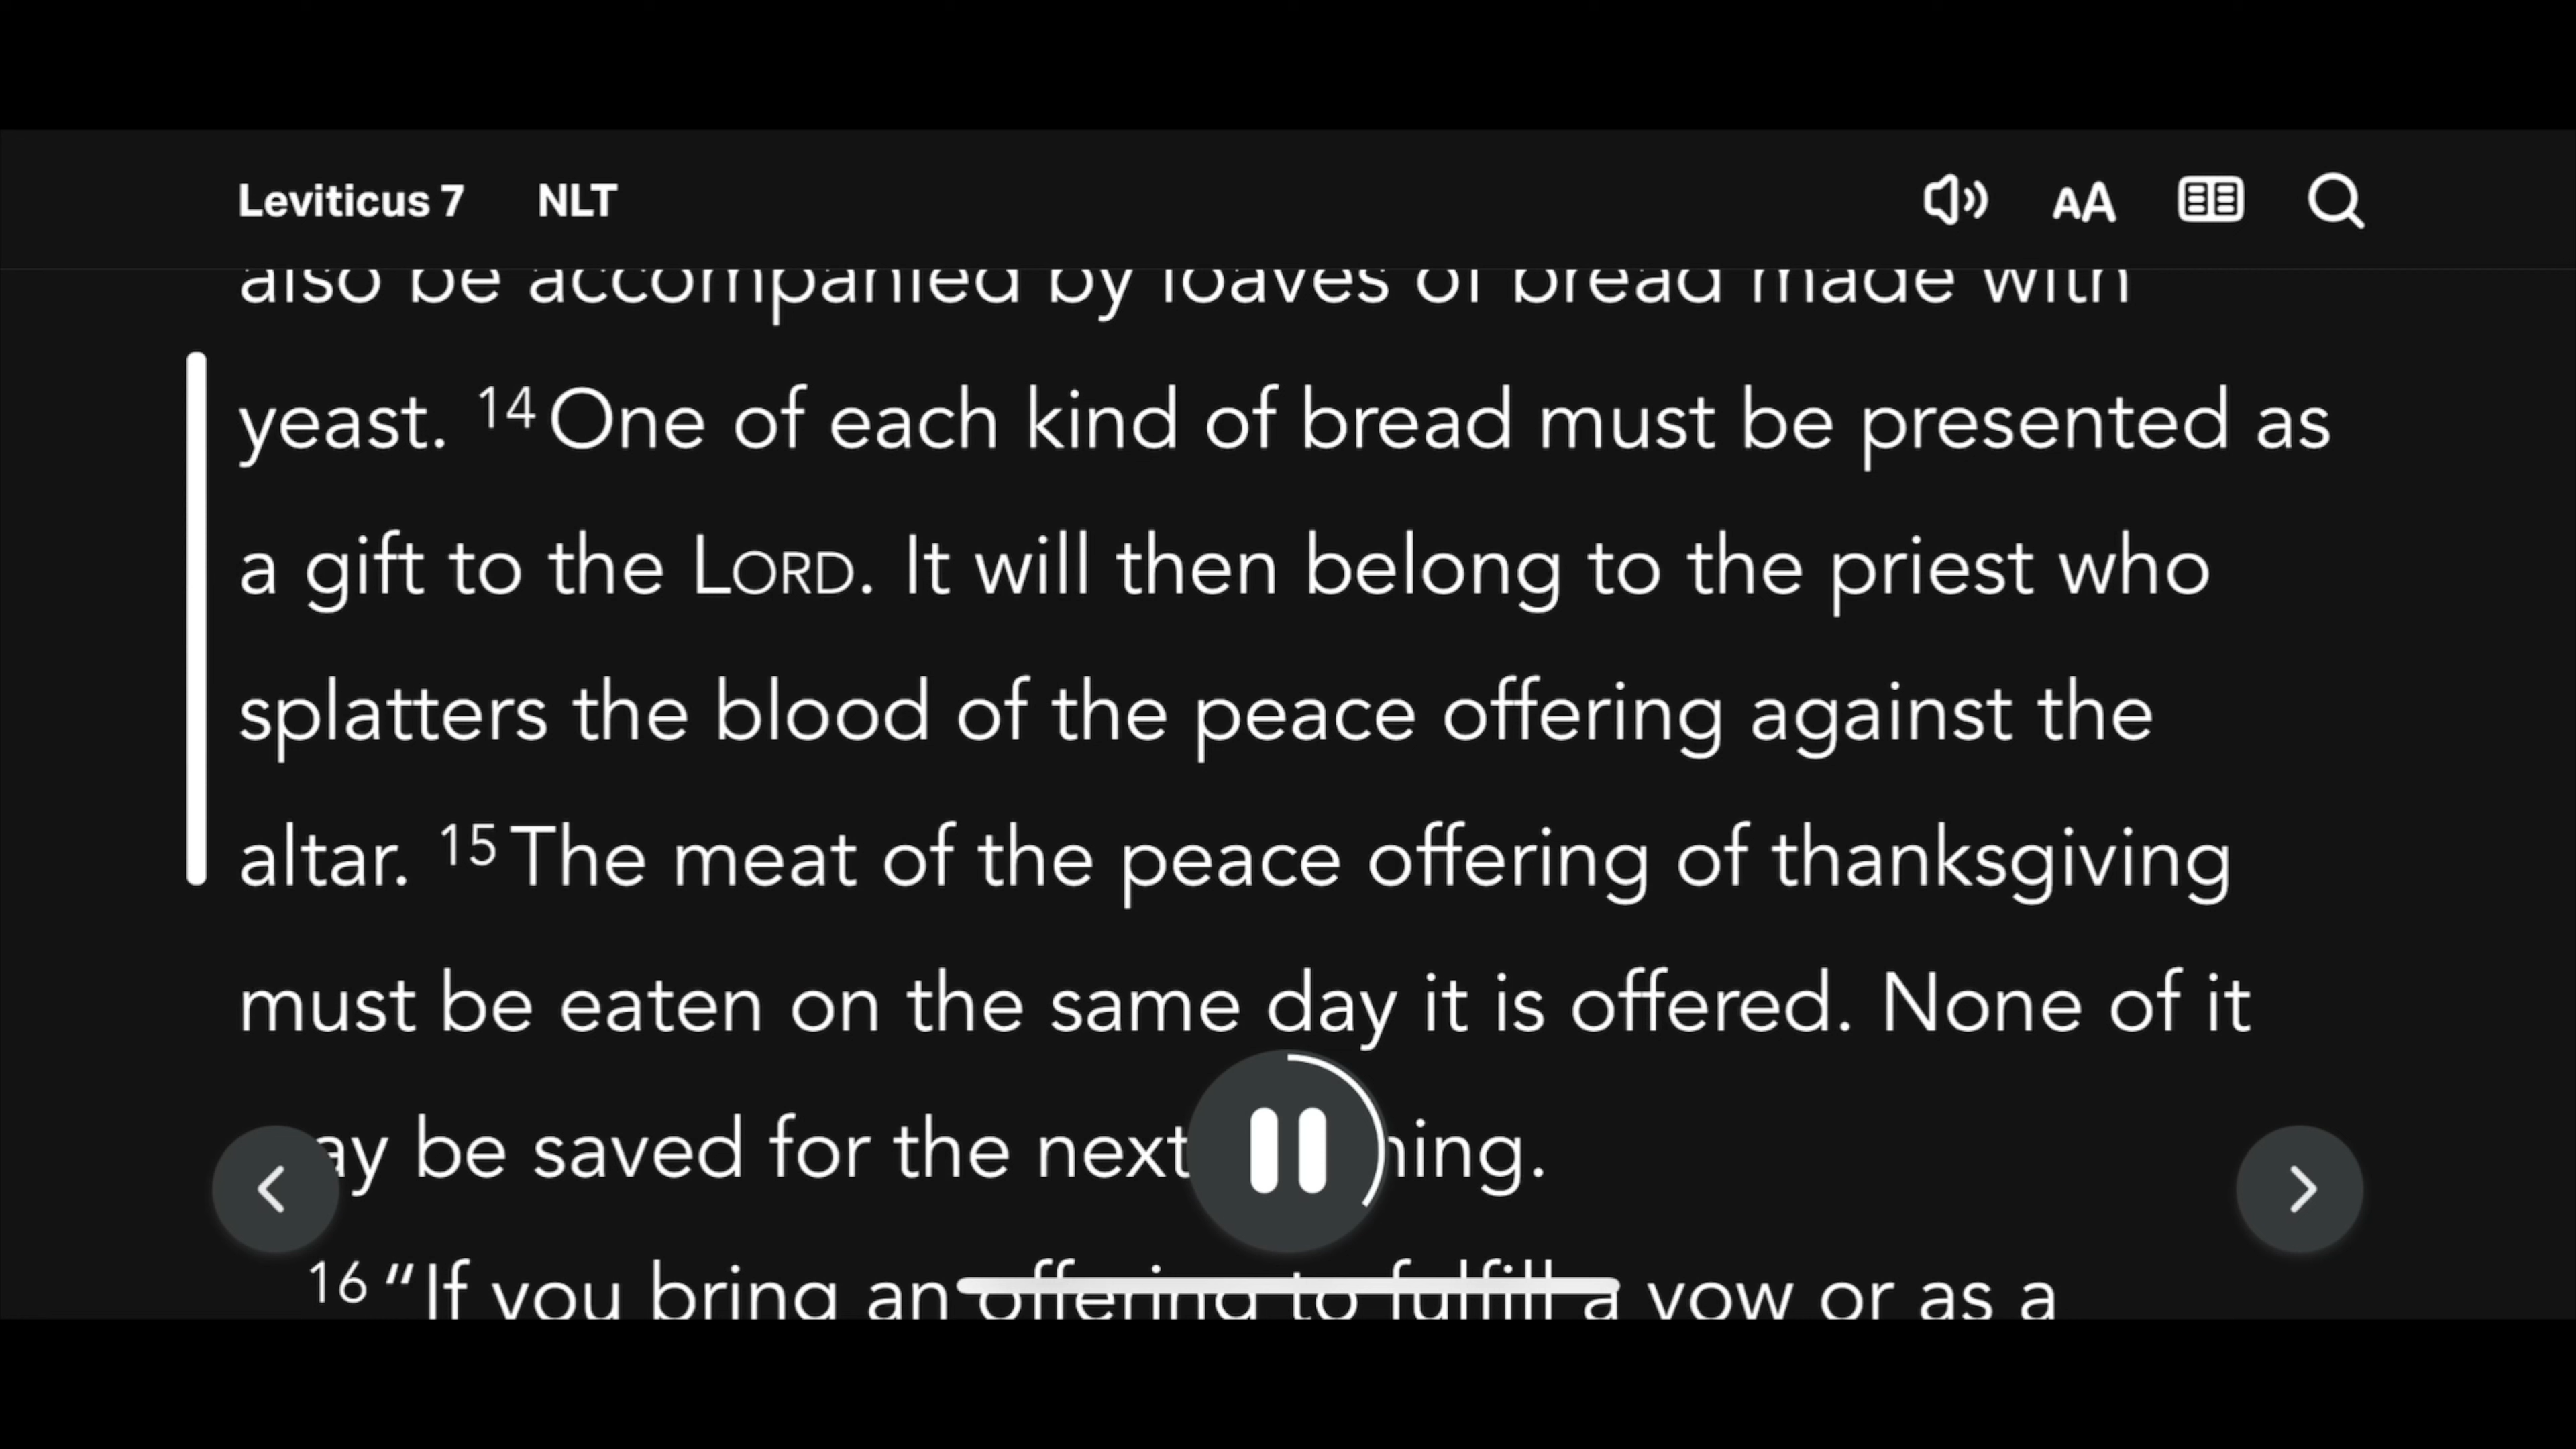 Leviticus 7 NLT AA
also be accompanied by loaves of bread made with
yeast. 14 One of each kind of bread must be presented as
a gift to the LORD. It will then belong to the priest who
splatters the blood of the peace offering against the
altar. 15 The meat of the peace offering of thanksgiving
must be eaten on the same day it is offered. None of it
be saved for the next
16 “If you bring an offering to fulfill a vow or as a